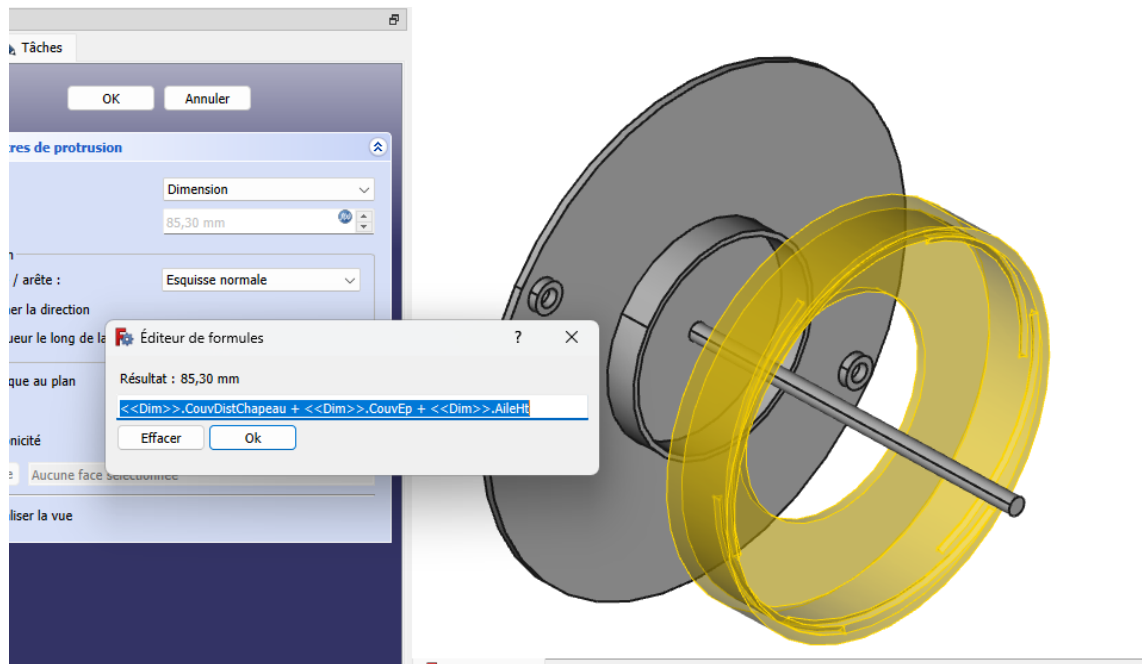 Tâches
OK Annuler
tres de protrusion
Dimension
85,30 mm
/ arête : Esquisse normale
er la direction
ueur le long de la
Éditeur de formules ? X
que au plan
Résultat : 85,30 mm
<<Dim>>.CouvDistChapeau + <<Dim>>.CouvEp + <<Dim>>.AileHt
Effacer Ok
nicité
Aucune face sélectionnée
liser la vue